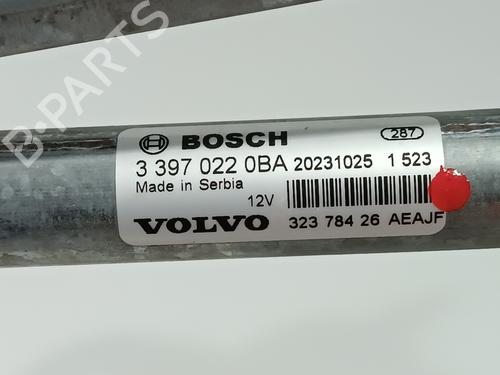 B-PARTS
BOSCH
287
3 397 022 0BA 20231025 1 523
Made in Serbia
12V
VOLVO
323 784 26 AEAJF